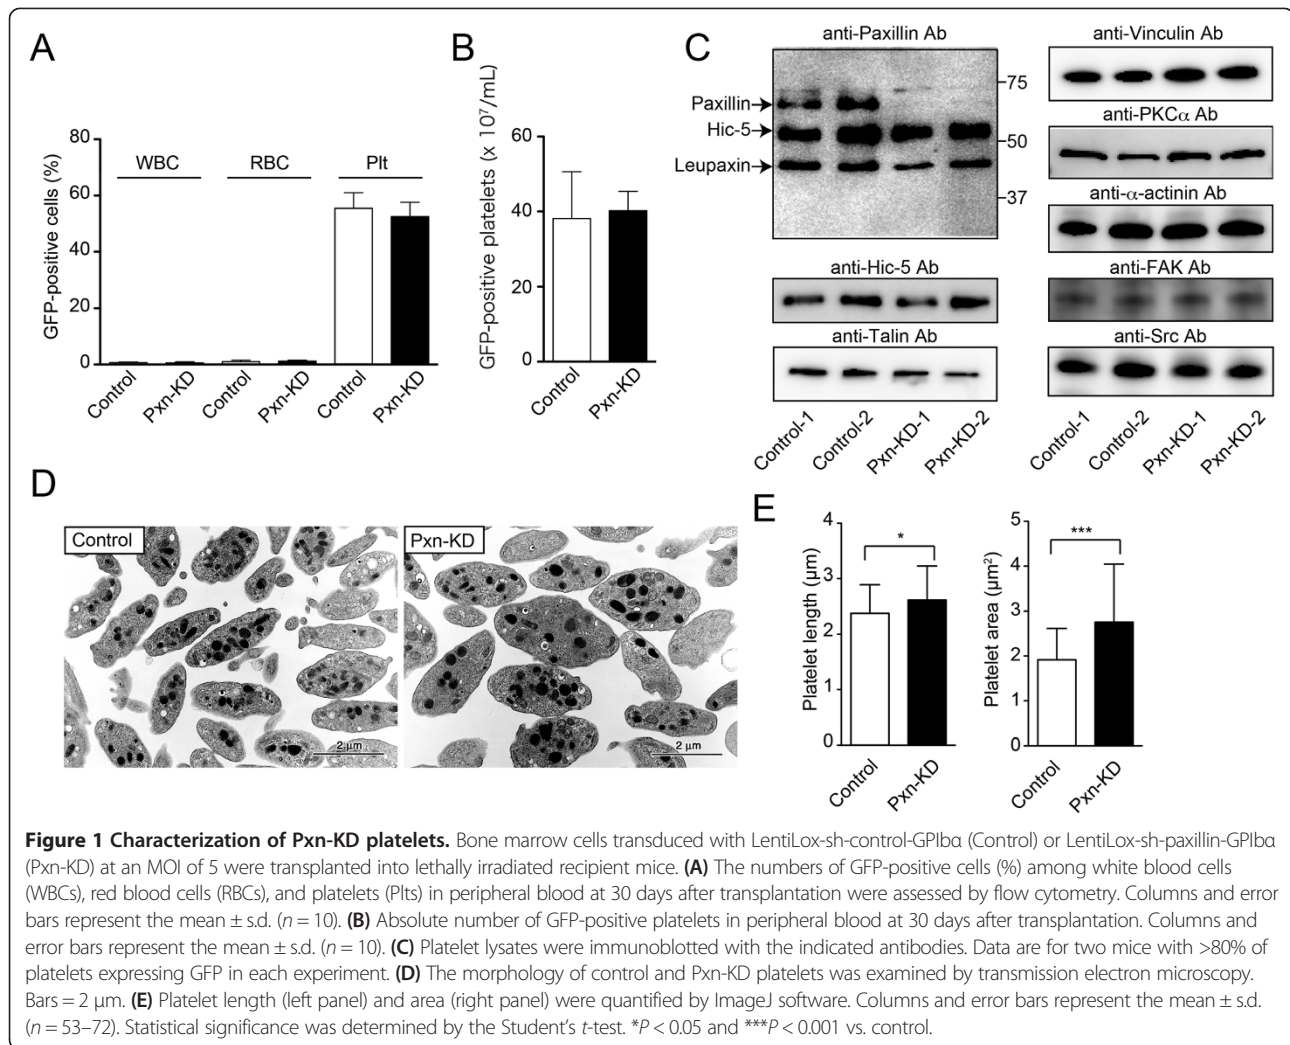 A
GFP-positive cells (%)
80
60
40
20
0
WBC
RBC
Plt
Control
Pxn-KD
Control
Pxn-KD
Control
Pxn-KD
B
GFP-positive platelets (x 10⁷/mL)
60
40
20
0
Control
Pxn-KD
C
anti-Paxillin Ab
Paxillin
Hic-5
Leupaxin
75
50
37
anti-Hic-5 Ab
anti-Talin Ab
Control-1
Control-2
Pxn-KD-1
Pxn-KD-2
anti-Vinculin Ab
anti-PKCα Ab
anti-α-actinin Ab
anti-FAK Ab
anti-Src Ab
Control-1
Control-2
Pxn-KD-1
Pxn-KD-2
D
Control
2 μm
Pxn-KD
2 μm
E
Platelet length (μm)
4
3
2
1
0
*
Control
Pxn-KD
Platelet area (μm²)
5
4
3
2
1
0
***
Control
Pxn-KD
Figure 1 Characterization of Pxn-KD platelets. Bone marrow cells transduced with LentiLox-sh-control-GPIbα (Control) or LentiLox-sh-paxillin-GPIbα
(Pxn-KD) at an MOI of 5 were transplanted into lethally irradiated recipient mice. (A) The numbers of GFP-positive cells (%) among white blood cells
(WBCs), red blood cells (RBCs), and platelets (Plts) in peripheral blood at 30 days after transplantation were assessed by flow cytometry. Columns and error
bars represent the mean ± s.d. (n = 10). (B) Absolute number of GFP-positive platelets in peripheral blood at 30 days after transplantation. Columns and
error bars represent the mean ± s.d. (n = 10). (C) Platelet lysates were immunoblotted with the indicated antibodies. Data are for two mice with >80% of
platelets expressing GFP in each experiment. (D) The morphology of control and Pxn-KD platelets was examined by transmission electron microscopy.
Bars = 2 μm. (E) Platelet length (left panel) and area (right panel) were quantified by ImageJ software. Columns and error bars represent the mean ± s.d.
(n = 53–72). Statistical significance was determined by the Student's t-test. *P < 0.05 and ***P < 0.001 vs. control.